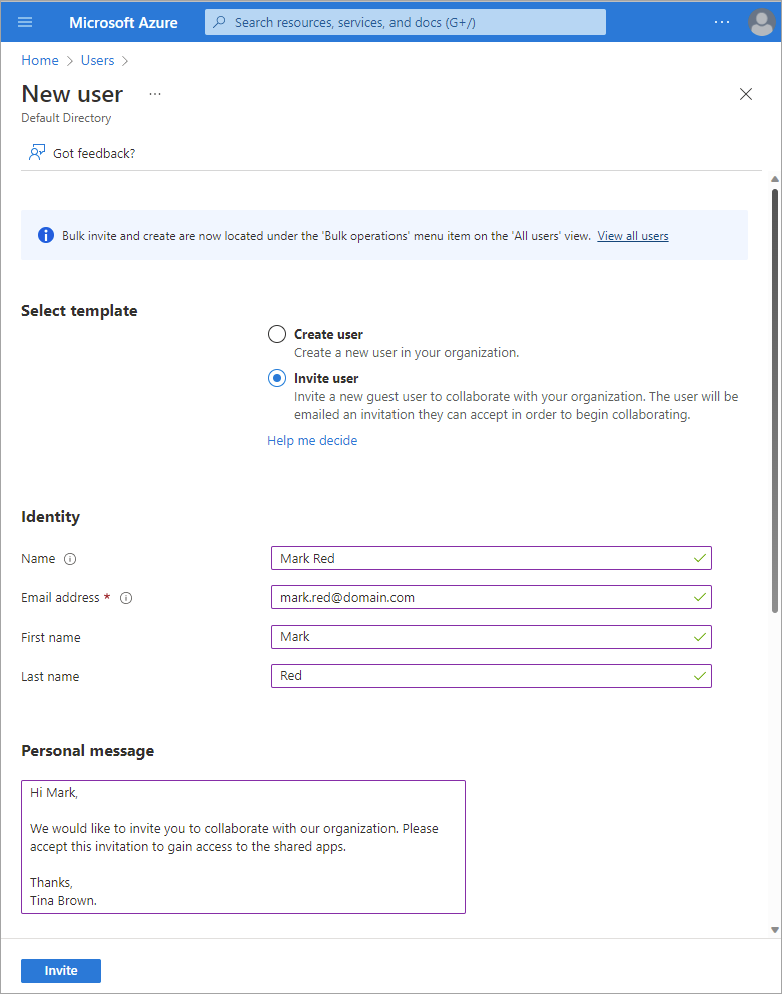 Microsoft Azure
Search resources, services, and docs (G+/)
...
Home > Users >
New user ...
Default Directory
Got feedback?
Bulk invite and create are now located under the 'Bulk operations' menu item on the 'All users' view. View all users
Select template
Create user
Create a new user in your organization.
Invite user
Invite a new guest user to collaborate with your organization. The user will be
emailed an invitation they can accept in order to begin collaborating.
Help me decide
Identity
Name
Mark Red
Email address *
mark.red@domain.com
First name
Mark
Last name
Red
Personal message
Hi Mark,
We would like to invite you to collaborate with our organization. Please
accept this invitation to gain access to the shared apps.
Thanks,
Tina Brown.
Invite